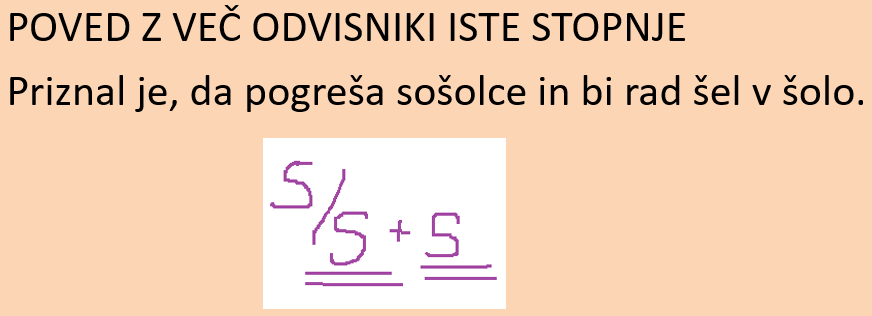 POVED Z VEČ ODVISNIKI ISTE STOPNJE
Priznal je, da pogreša sošolce in bi rad šel v šolo.
S/S + S